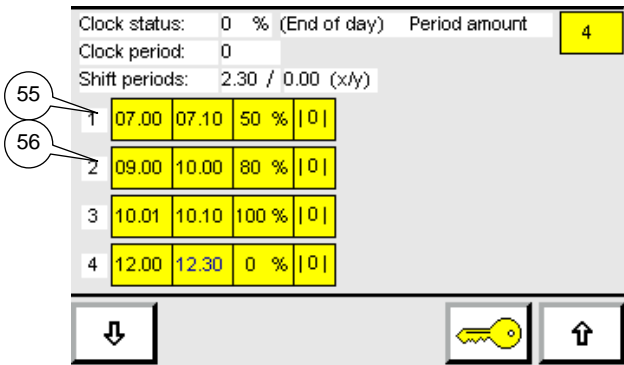 Clock status: 0 % (End of day) Period amount 4
Clock period: 0
Shift periods: 2.30 / 0.00 (x/y)
55
1 07.00 07.10 50 % |0|
56
2 09.00 10.00 80 % |0|
3 10.01 10.10 100 % |0|
4 12.00 12.30 0 % |0|